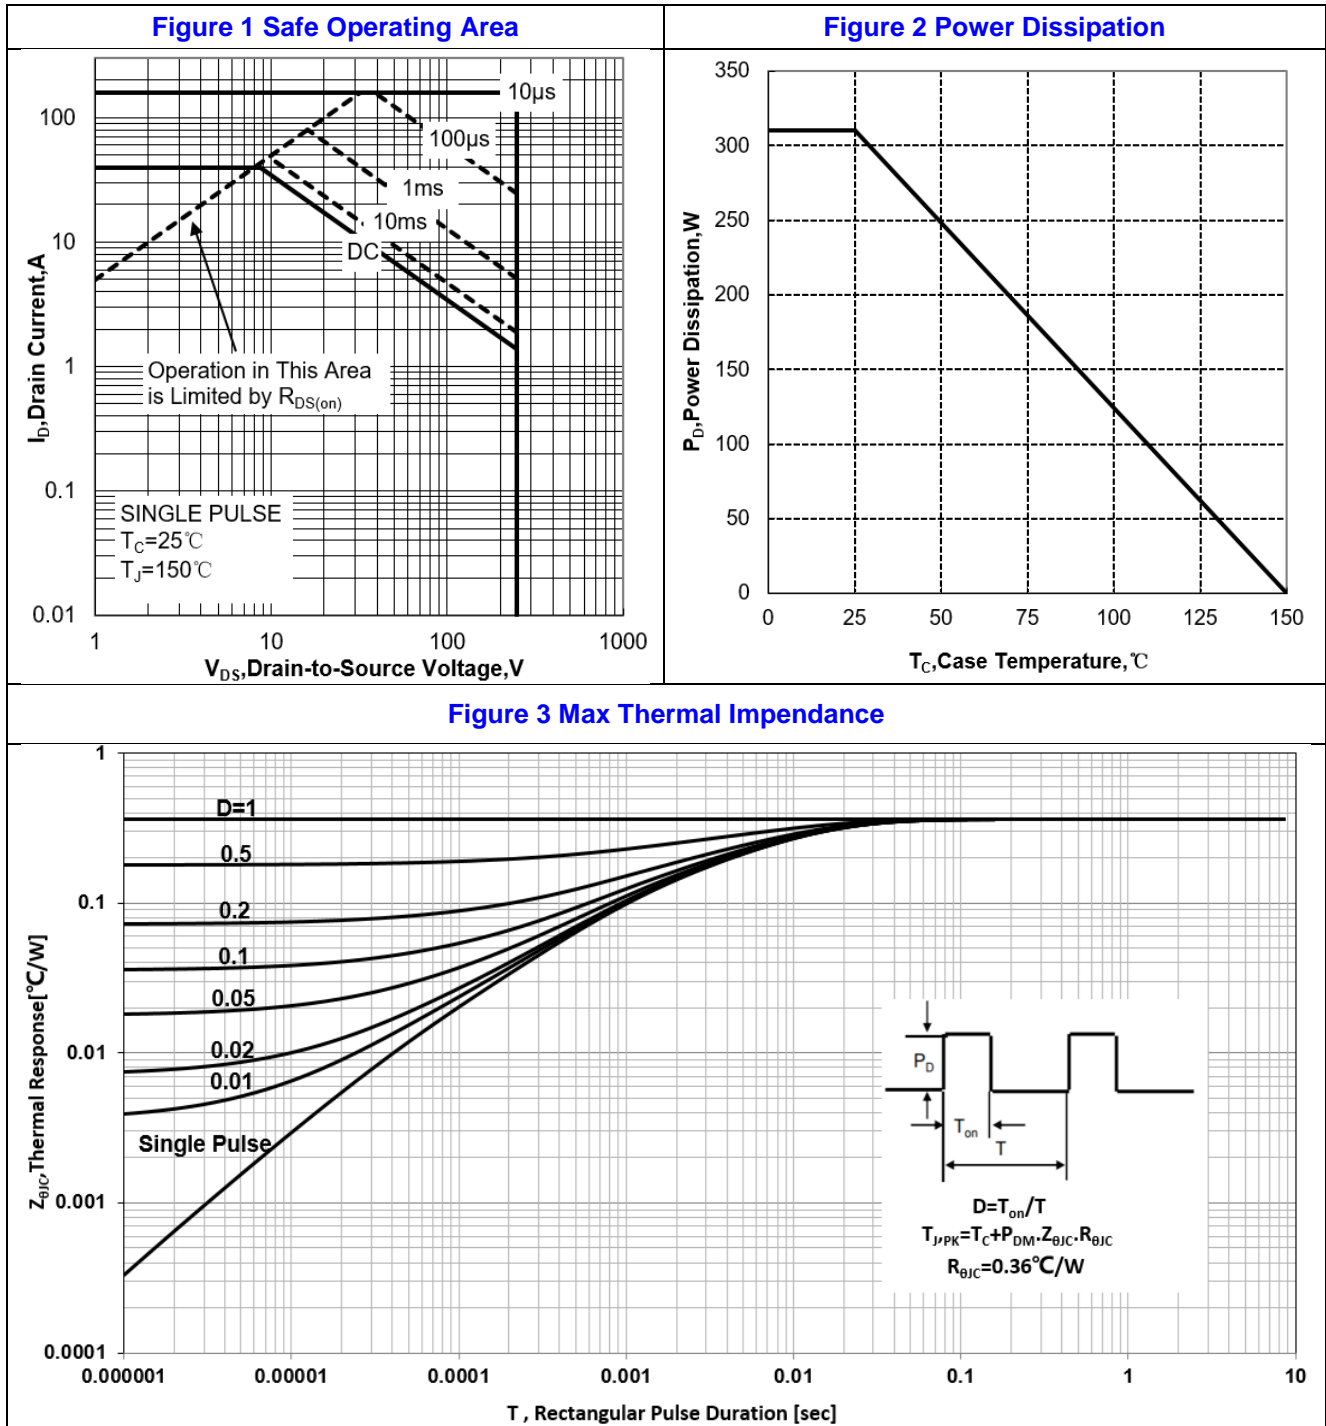 Figure 1 Safe Operating Area
I_D,Drain Current,A
100
10
1
0.1
0.01
10μs
100μs
1ms
10ms
DC
Operation in This Area
is Limited by R_DS(on)
SINGLE PULSE
T_C=25℃
T_J=150℃
1 10 100 1000
V_DS,Drain-to-Source Voltage,V
Figure 2 Power Dissipation
P_D,Power Dissipation,W
350
300
250
200
150
100
50
0
0 25 50 75 100 125 150
T_C,Case Temperature,℃
Figure 3 Max Thermal Impendance
Z_θJC,Thermal Response[℃/W]
1
0.1
0.01
0.001
0.0001
D=1
0.5
0.2
0.1
0.05
0.02
0.01
Single Pulse
P_D
T_on
T
D=T_on/T
T_J,PK=T_C+P_DM.Z_θJC.R_θJC
R_θJC=0.36℃/W
0.000001 0.00001 0.0001 0.001 0.01 0.1 1 10
T , Rectangular Pulse Duration [sec]